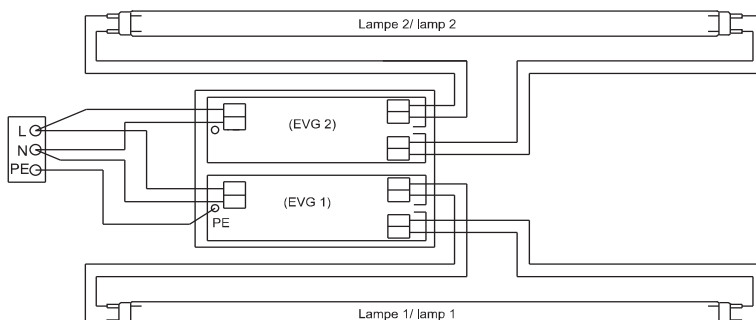 Lampe 2/ lamp 2
(EVG 2)
L
N
PE
(EVG 1)
PE
Lampe 1/ lamp 1